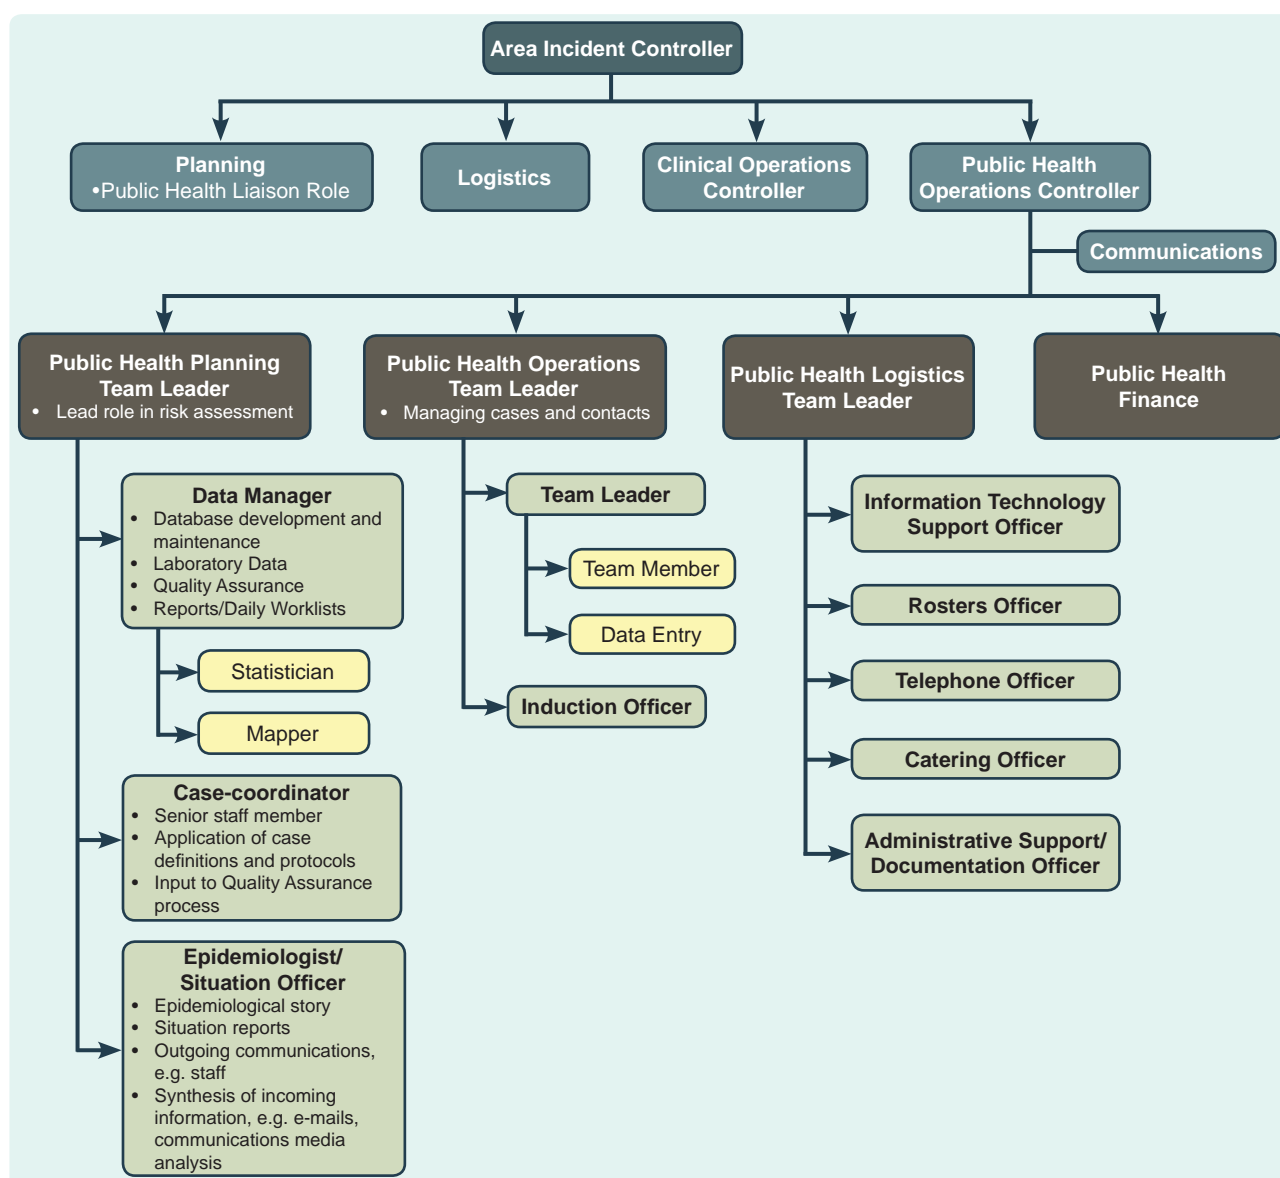 Area Incident Controller
Planning
•Public Health Liaison Role
Logistics
Clinical Operations
Controller
Public Health
Operations Controller
Communications
Public Health Planning
Team Leader
• Lead role in risk assessment
Public Health Operations
Team Leader
• Managing cases and contacts
Public Health Logistics
Team Leader
Public Health
Finance
Data Manager
• Database development and
maintenance
• Laboratory Data
• Quality Assurance
• Reports/Daily Worklists
Statistician
Mapper
Case-coordinator
• Senior staff member
• Application of case
definitions and protocols
• Input to Quality Assurance
process
Epidemiologist/
Situation Officer
• Epidemiological story
• Situation reports
• Outgoing communications,
e.g. staff
• Synthesis of incoming
information, e.g. e-mails,
communications media
analysis
Team Leader
Team Member
Data Entry
Induction Officer
Information Technology
Support Officer
Rosters Officer
Telephone Officer
Catering Officer
Administrative Support/
Documentation Officer